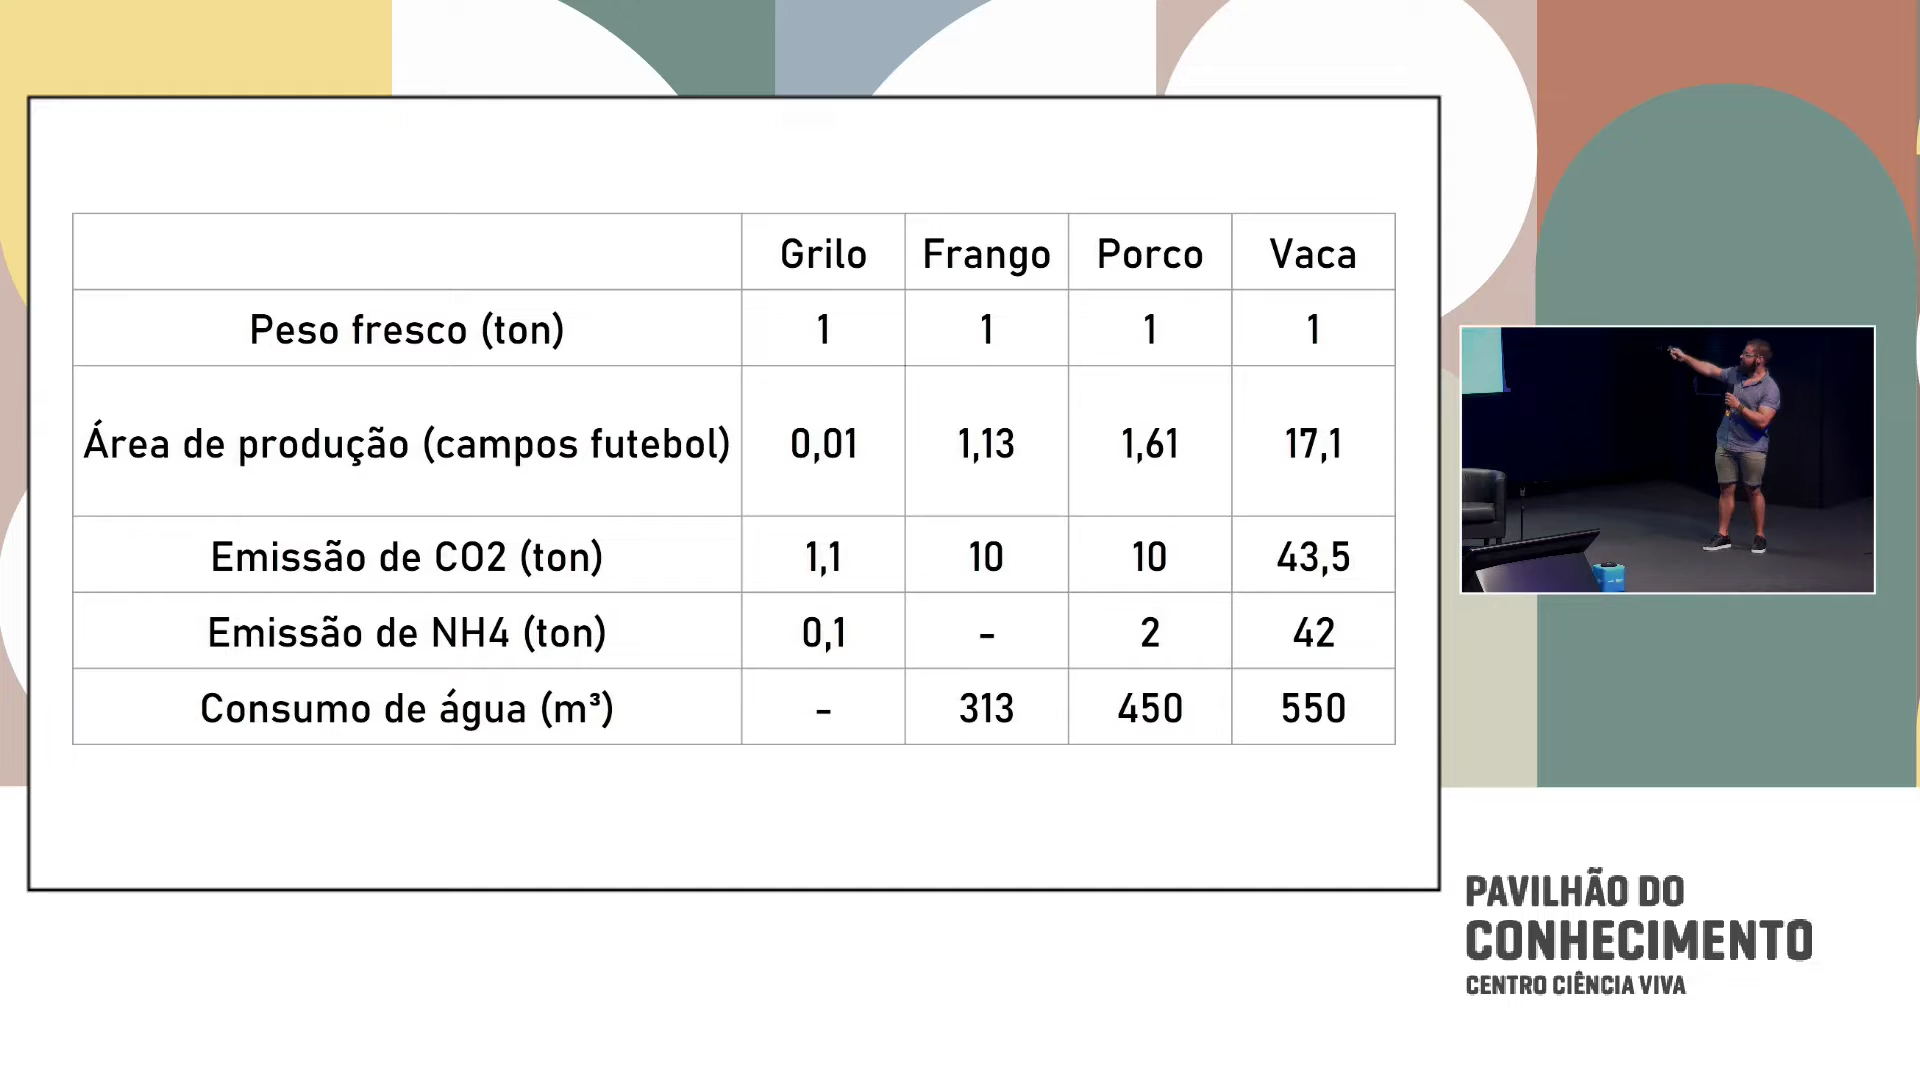 Grilo Frango Porco Vaca
Peso fresco (ton) 1 1 1 1
Área de produção (campos futebol) 0,01 1,13 1,61 17,1
Emissão de CO2 (ton) 1,1 10 10 43,5
Emissão de NH4 (ton) 0,1 - 2 42
Consumo de água (m³) - 313 450 550
PAVILHÃO DO
CONHECIMENTO
CENTRO CIÊNCIA VIVA